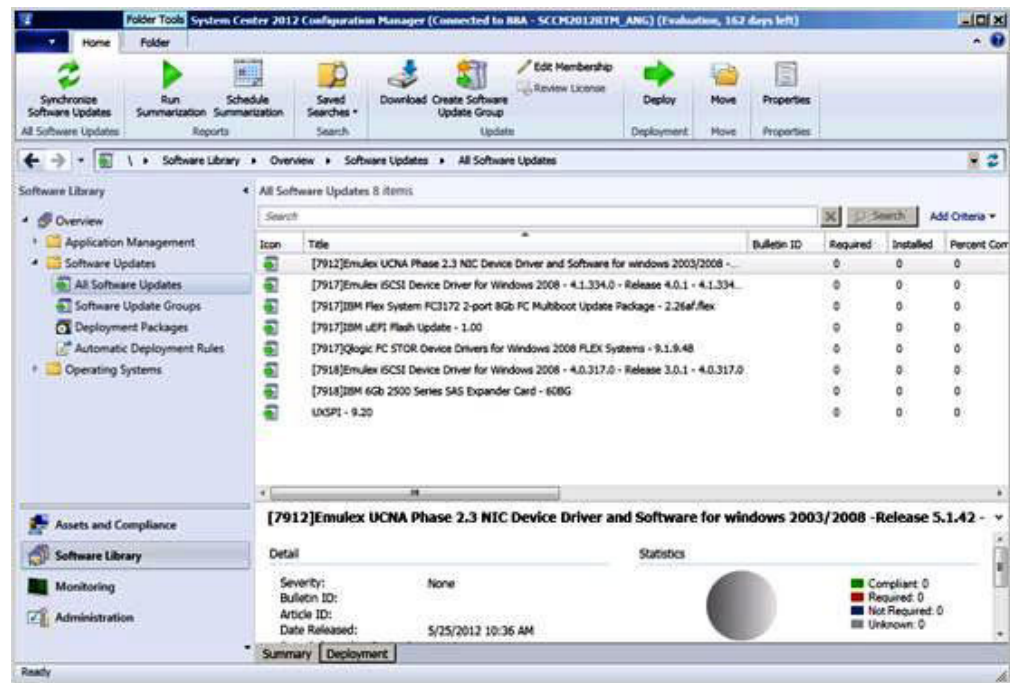 Folder Tools System Center 2012 Configuration Manager (Connected to BBA - SCCM2012RTM_ANG) (Evaluation, 162 days left)
Home Folder
Synchronize Software Updates
Run Summarization
Schedule Summarization
Saved Searches
Download
Create Software Update Group
Edit Membership
Review License
Deploy
Move
Properties
All Software Updates Reports Search Update Deployment Move Properties
\ Software Library Overview Software Updates All Software Updates
Software Library
All Software Updates 8 items
Search Search Add Criteria
Overview
Application Management
Software Updates
All Software Updates
Software Update Groups
Deployment Packages
Automatic Deployment Rules
Operating Systems
Icon Title Bulletin ID Required Installed Percent Com
[7912]Emulex UCNA Phase 2.3 NIC Device Driver and Software for windows 2003/2008 -... 0 0 0
[7917]Emulex iSCSI Device Driver for Windows 2008 - 4.1.334.0 - Release 4.0.1 - 4.1.334... 0 0 0
[7917]IBM Flex System FC3172 2-port 8Gb FC Multiboot Update Package - 2.26af.flex 0 0 0
[7917]IBM uEFI Flash Update - 1.00 0 0 0
[7917]Qlogic FC STOR Device Drivers for Windows 2008 FLEX Systems - 9.1.9.48 0 0 0
[7918]Emulex iSCSI Device Driver for Windows 2008 - 4.0.317.0 - Release 3.0.1 - 4.0.317.0 0 0 0
[7918]IBM 6Gb 2500 Series SAS Expander Card - 608G 0 0 0
UXSPI - 9.20 0 0 0
Assets and Compliance
Software Library
Monitoring
Administration
[7912]Emulex UCNA Phase 2.3 NIC Device Driver and Software for windows 2003/2008 -Release 5.1.42 -
Detail
Severity: None
Bulletin ID:
Article ID:
Date Released: 5/25/2012 10:36 AM
Statistics
Compliant: 0
Required: 0
Not Required: 0
Unknown: 0
Summary Deployment
Ready